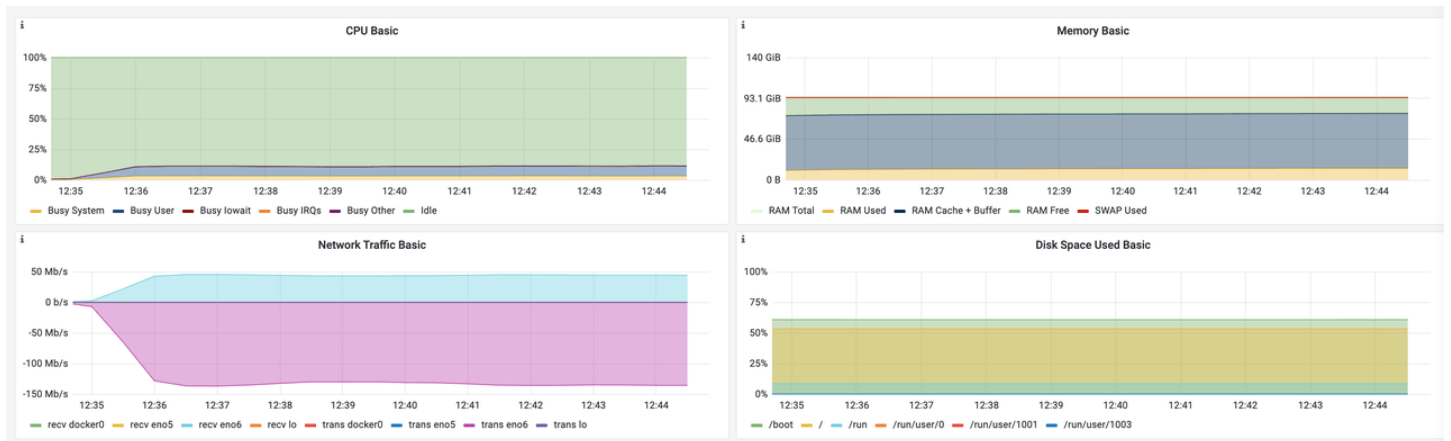 CPU Basic
100%
75%
50%
25%
0%
12:35 12:36 12:37 12:38 12:39 12:40 12:41 12:42 12:43 12:44
Busy System Busy User Busy Iowait Busy IRQs Busy Other Idle
Memory Basic
140 GiB
93.1 GiB
46.6 GiB
0 B
12:35 12:36 12:37 12:38 12:39 12:40 12:41 12:42 12:43 12:44
RAM Total RAM Used RAM Cache + Buffer RAM Free SWAP Used
Network Traffic Basic
50 Mb/s
0 b/s
-50 Mb/s
-100 Mb/s
-150 Mb/s
12:35 12:36 12:37 12:38 12:39 12:40 12:41 12:42 12:43 12:44
recv docker0 recv eno5 recv eno6 recv lo trans docker0 trans eno5 trans eno6 trans lo
Disk Space Used Basic
100%
75%
50%
25%
0%
12:35 12:36 12:37 12:38 12:39 12:40 12:41 12:42 12:43 12:44
/boot / /run /run/user/0 /run/user/1001 /run/user/1003